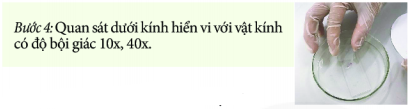 Bước 4: Quan sát dưới kính hiển vi với vật kính
có độ bội giác 10x, 40x.